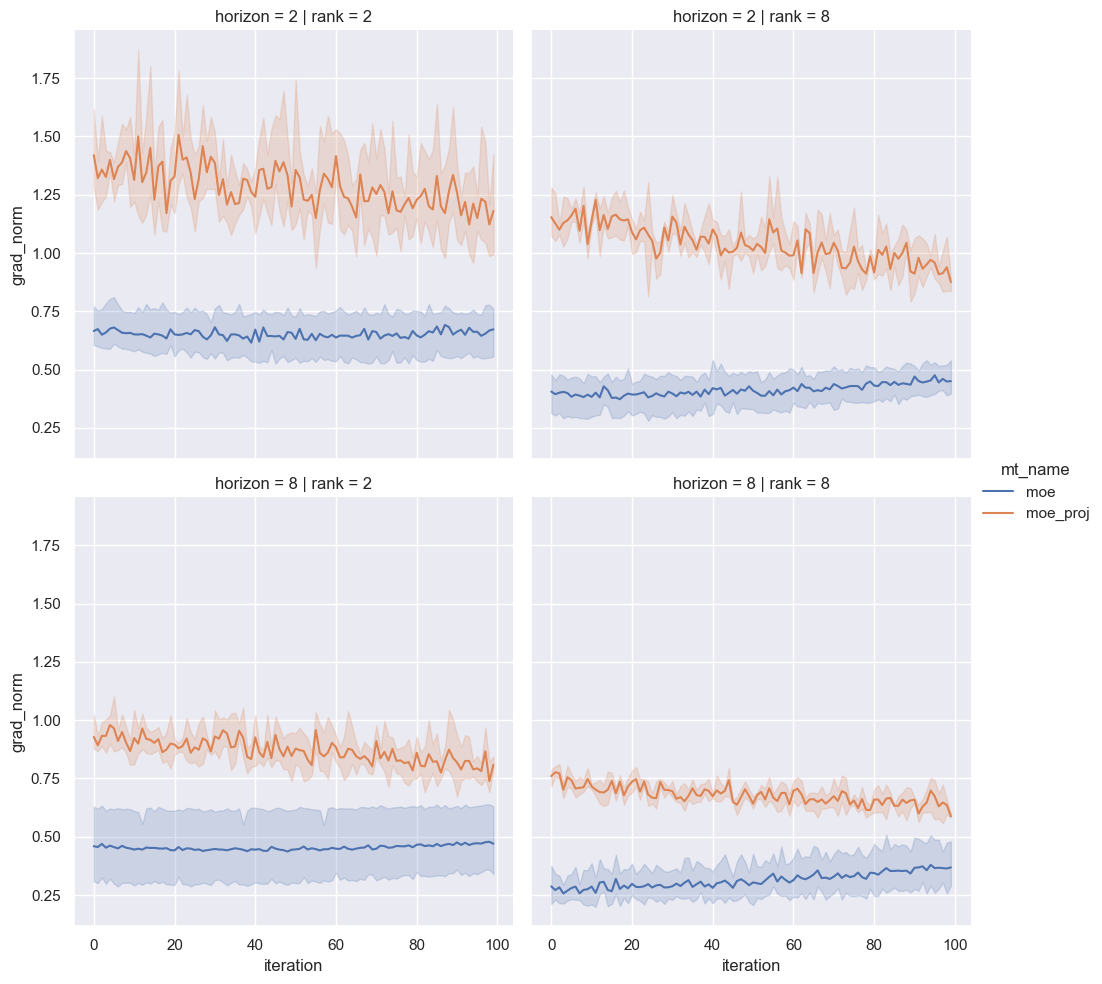 horizon = 2 | rank = 2
horizon = 2 | rank = 8
1.75
1.50
1.25
1.00
0.75
0.50
0.25
grad_norm
horizon = 8 | rank = 2
horizon = 8 | rank = 8
mt_name
moe
moe_proj
1.75
1.50
1.25
1.00
0.75
0.50
0.25
grad_norm
0 20 40 60 80 100
0 20 40 60 80 100
iteration
iteration